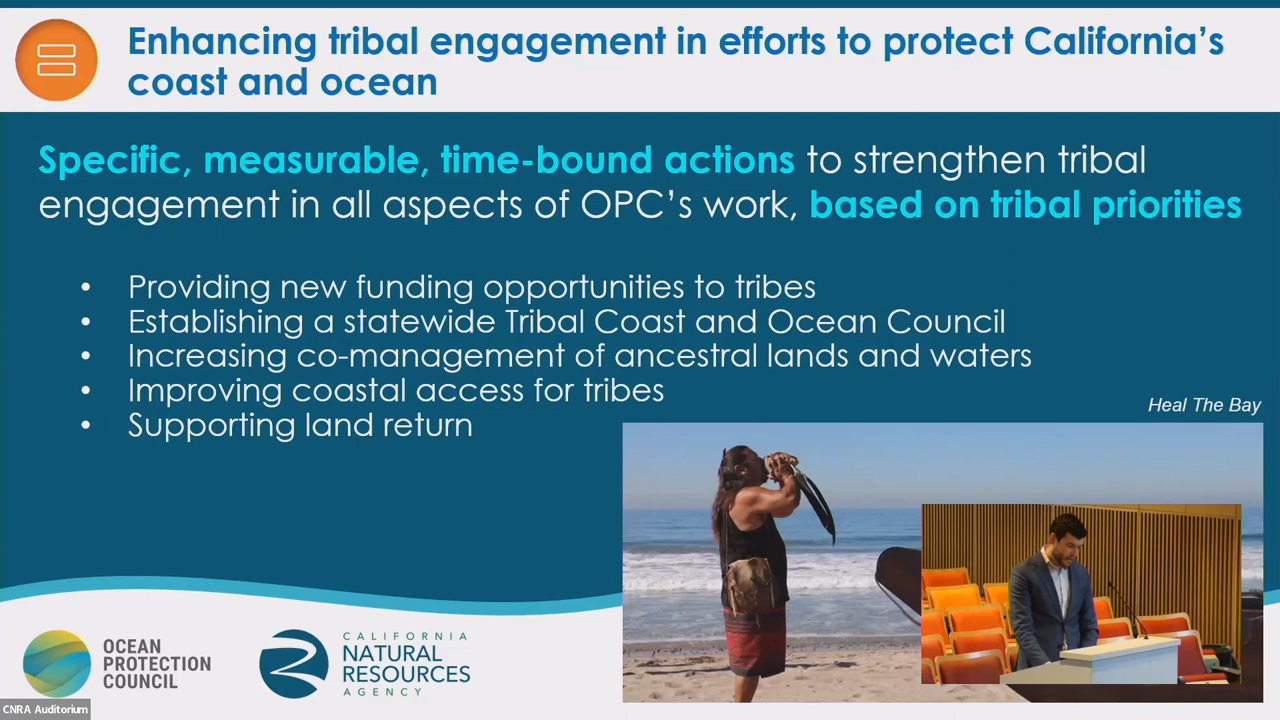 Enhancing tribal engagement in efforts to protect California's
coast and ocean
Specific, measurable, time-bound actions to strengthen tribal
engagement in all aspects of OPC's work, based on tribal priorities
• Providing new funding opportunities to tribes
• Establishing a statewide Tribal Coast and Ocean Council
• Increasing co-management of ancestral lands and waters
• Improving coastal access for tribes
• Supporting land return
Heal The Bay
OCEAN
PROTECTION
COUNCIL
CALIFORNIA
NATURAL
RESOURCES
AGENCY
CNRA Auditorium